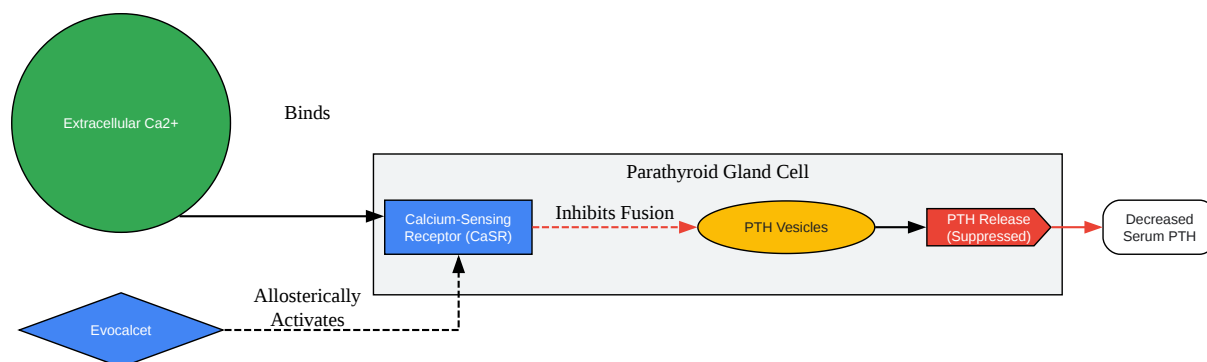 Extracellular Ca2+
Binds
Parathyroid Gland Cell
Calcium-Sensing
Receptor (CaSR)
Inhibits Fusion
PTH Vesicles
PTH Release
(Suppressed)
Decreased
Serum PTH
Evocalcet
Allosterically
Activates